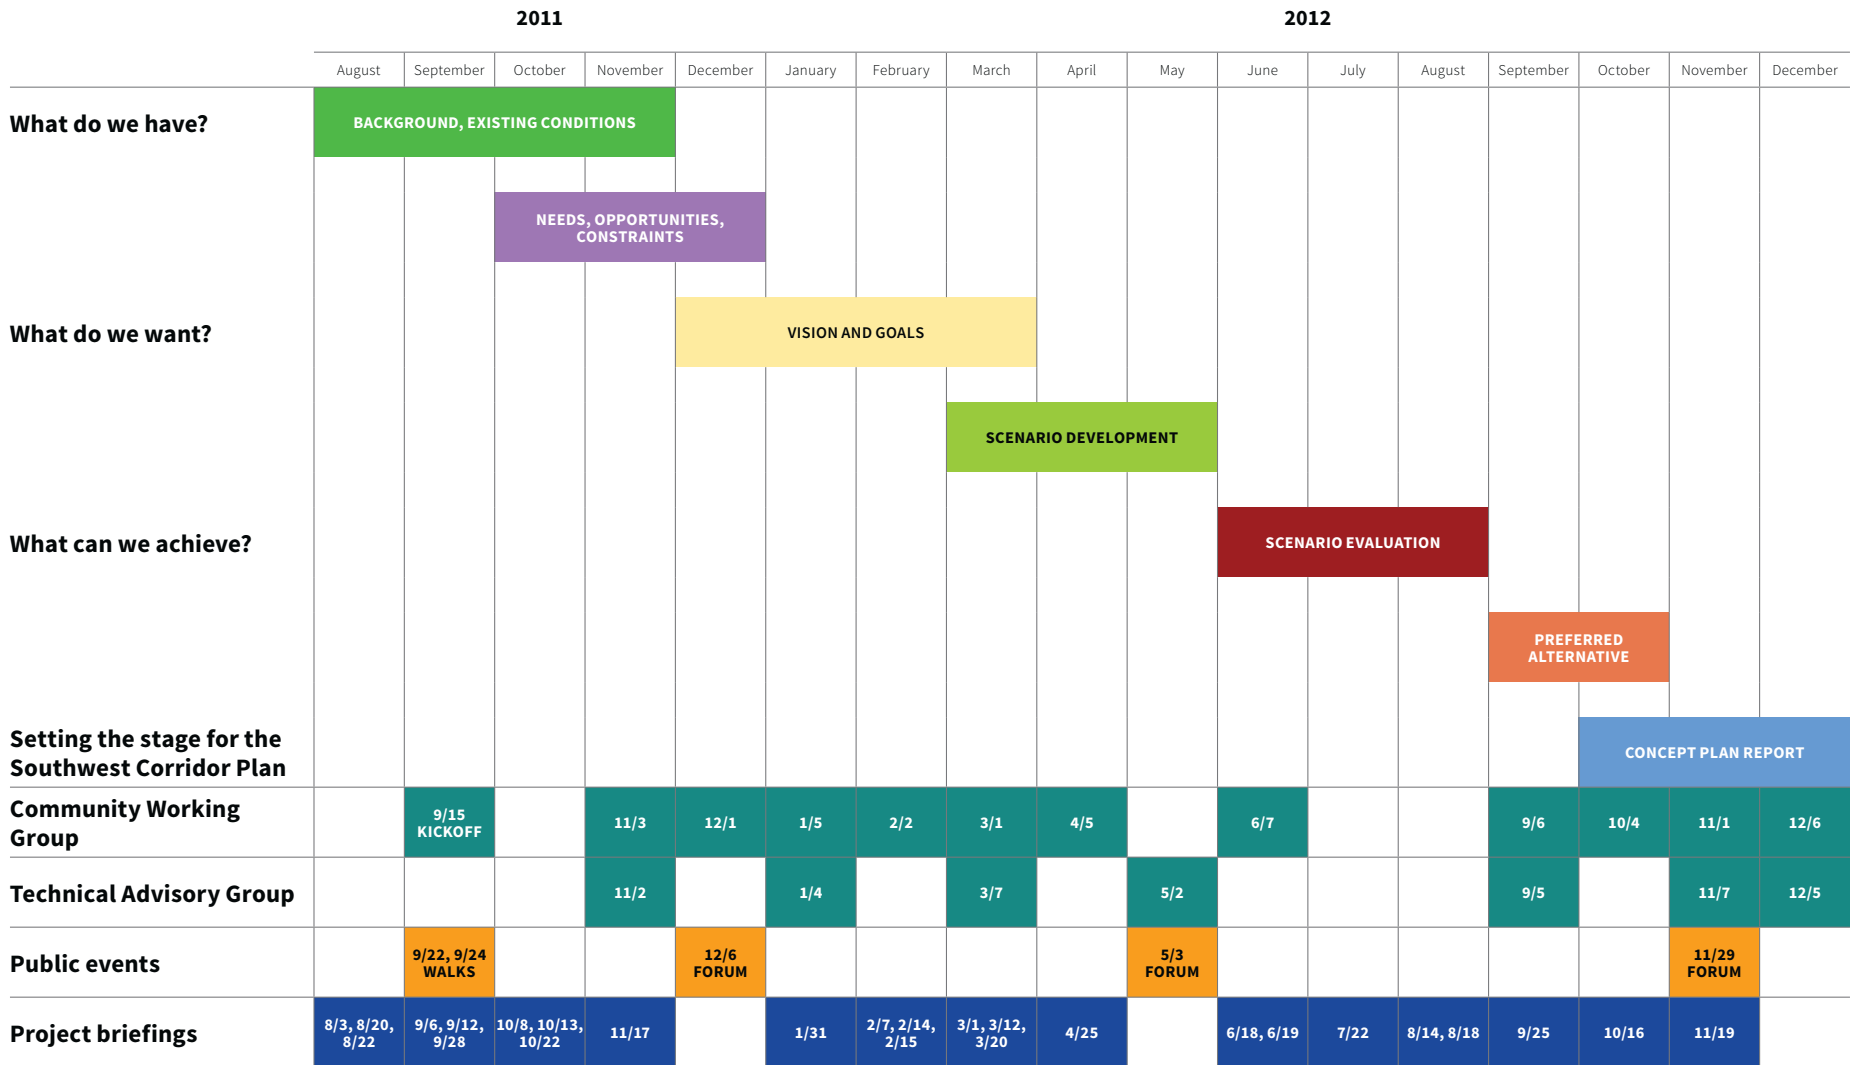 2011 2012
August September October November December January February March April May June July August September October November December
What do we have?
BACKGROUND, EXISTING CONDITIONS
NEEDS, OPPORTUNITIES,
CONSTRAINTS
What do we want?
VISION AND GOALS
SCENARIO DEVELOPMENT
What can we achieve?
SCENARIO EVALUATION
PREFERRED
ALTERNATIVE
Setting the stage for the
Southwest Corridor Plan
CONCEPT PLAN REPORT
Community Working
Group
9/15
KICKOFF
11/3
12/1
1/5
2/2
3/1
4/5
6/7
9/6
10/4
11/1
12/6
Technical Advisory Group
11/2
1/4
3/7
5/2
9/5
11/7
12/5
Public events
9/22, 9/24
WALKS
12/6
FORUM
5/3
FORUM
11/29
FORUM
Project briefings
8/3, 8/20,
8/22
9/6, 9/12,
9/28
10/8, 10/13,
10/22
11/17
1/31
2/7, 2/14,
2/15
3/1, 3/12,
3/20
4/25
6/18, 6/19
7/22
8/14, 8/18
9/25
10/16
11/19